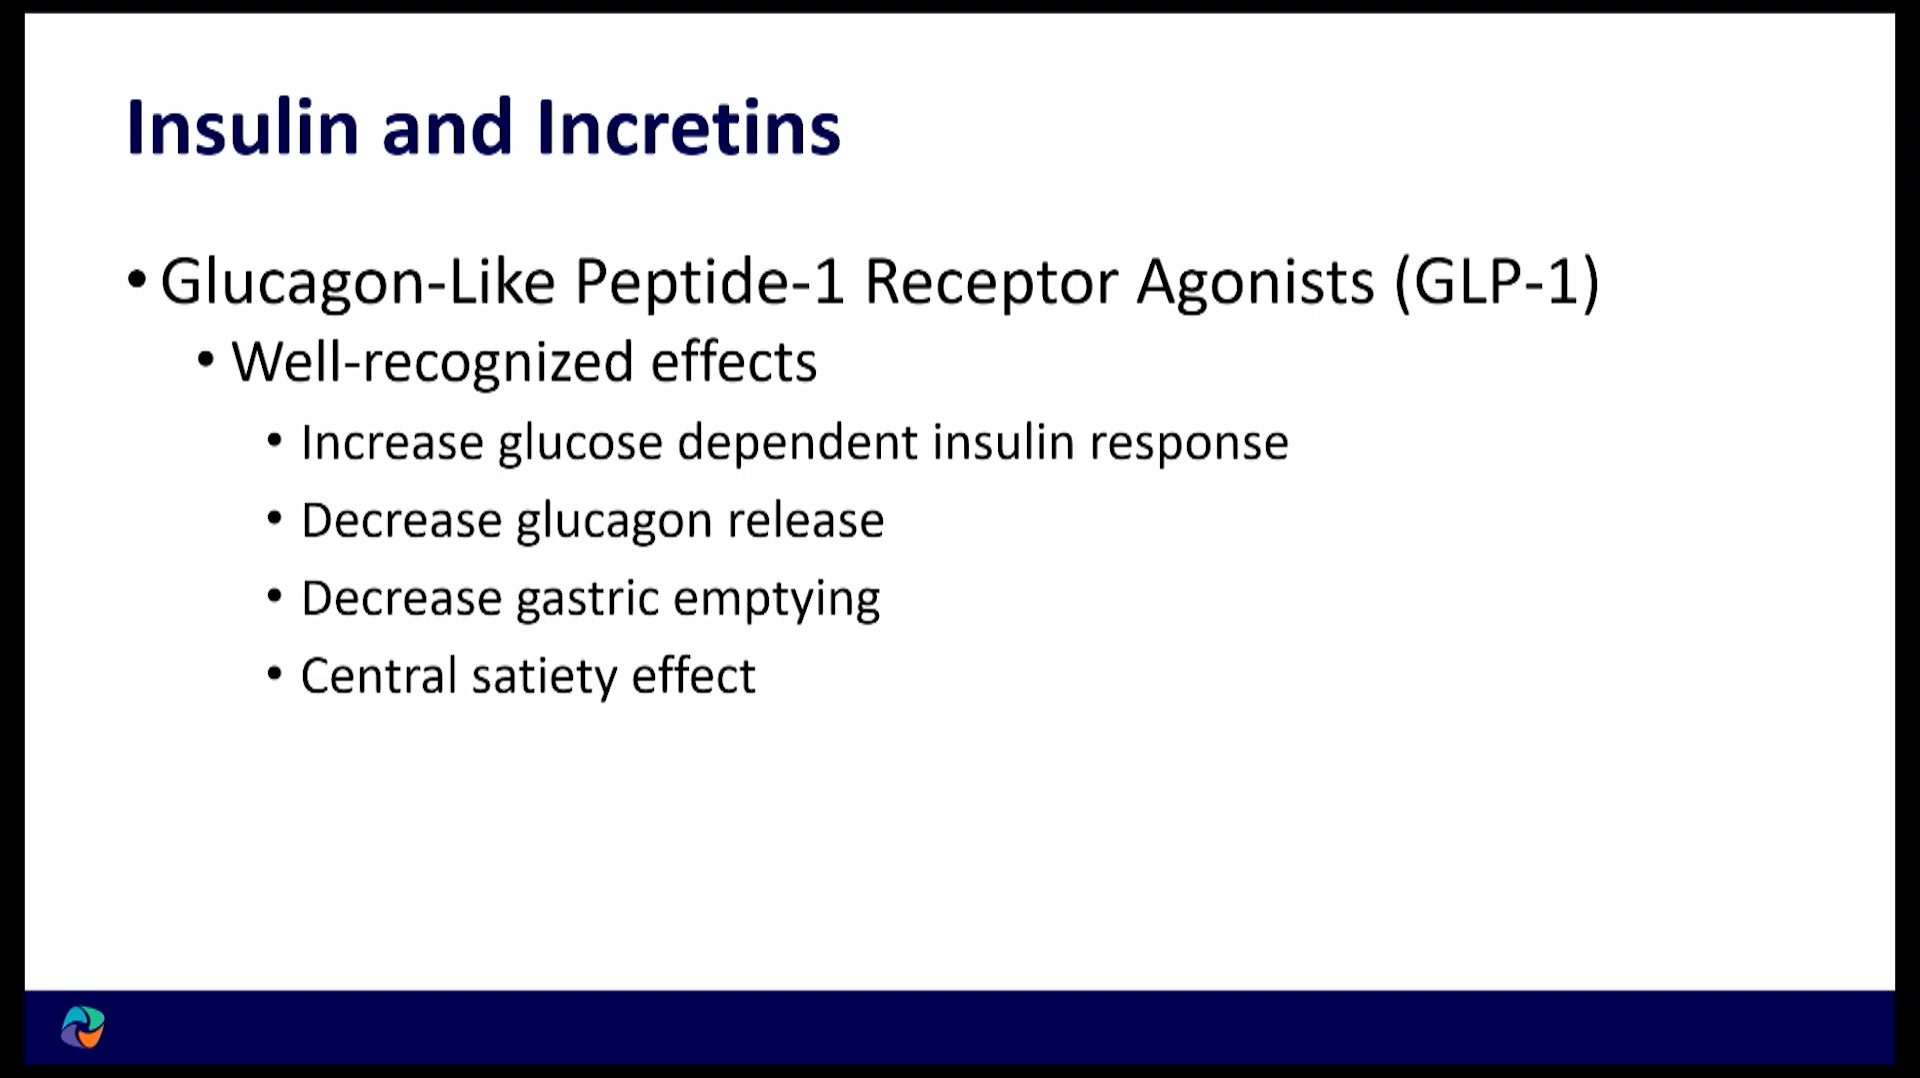 Insulin and Incretins
• Glucagon-Like Peptide-1 Receptor Agonists (GLP-1)
• Well-recognized effects
• Increase glucose dependent insulin response
• Decrease glucagon release
• Decrease gastric emptying
• Central satiety effect